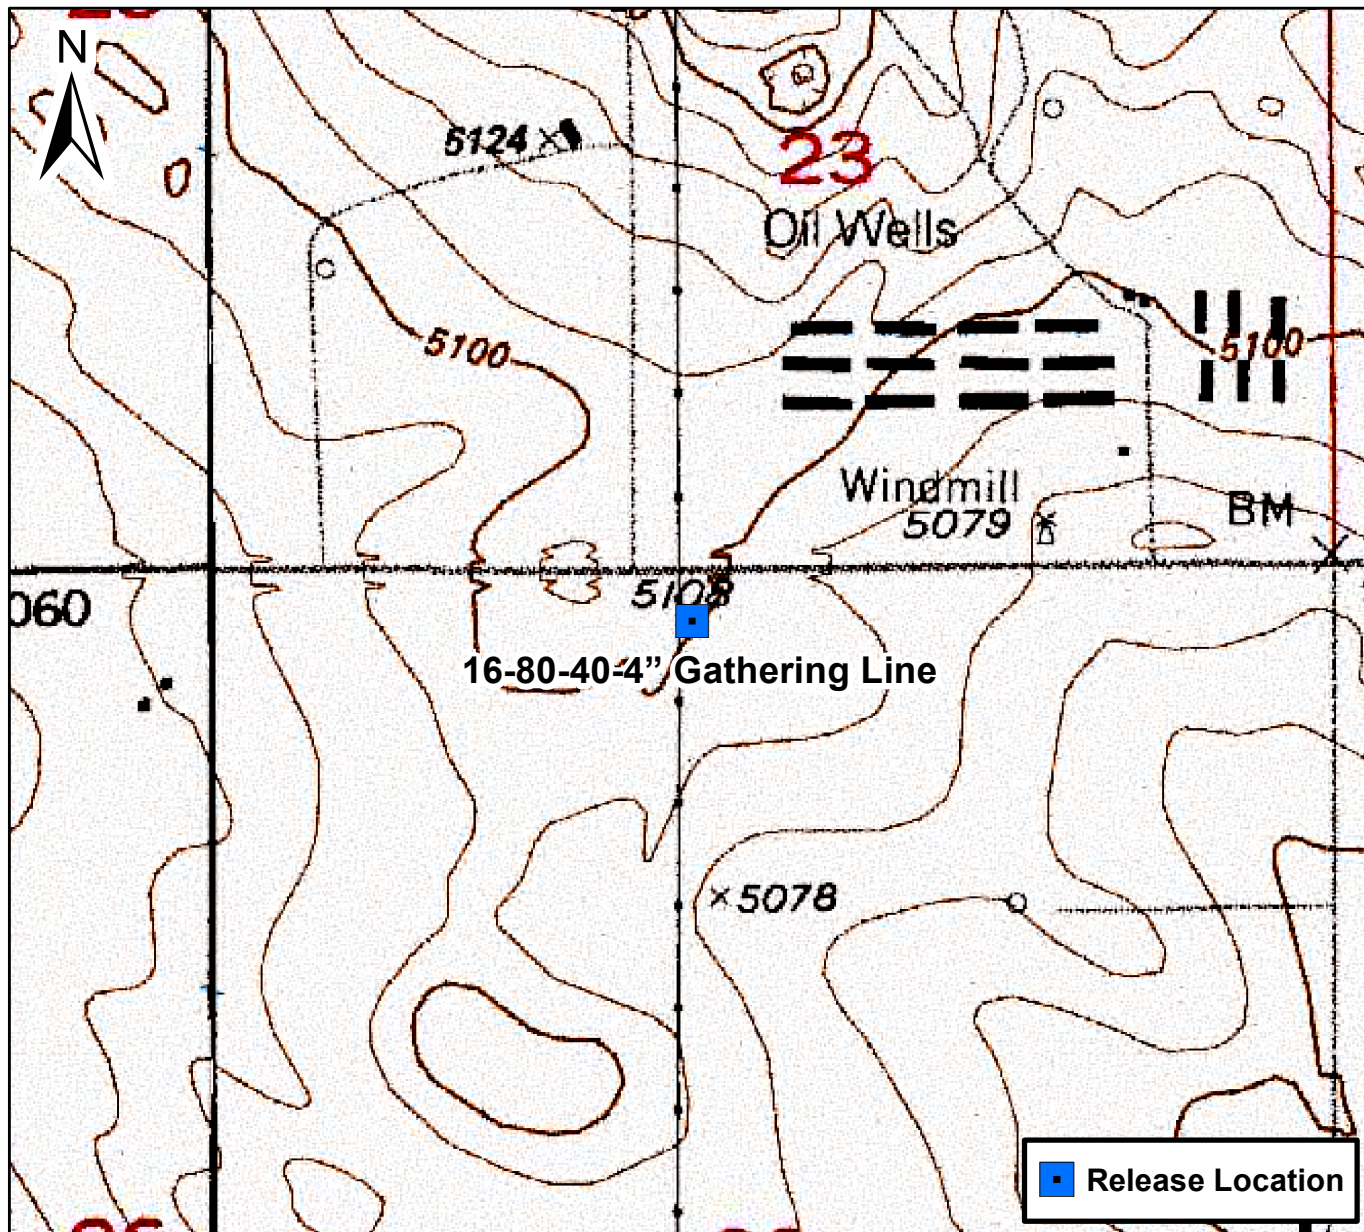 N
5124
23
Oil Wells
5100
5100
Windmill
5079
BM
5108
060
16-80-40-4” Gathering Line
5078
Release Location